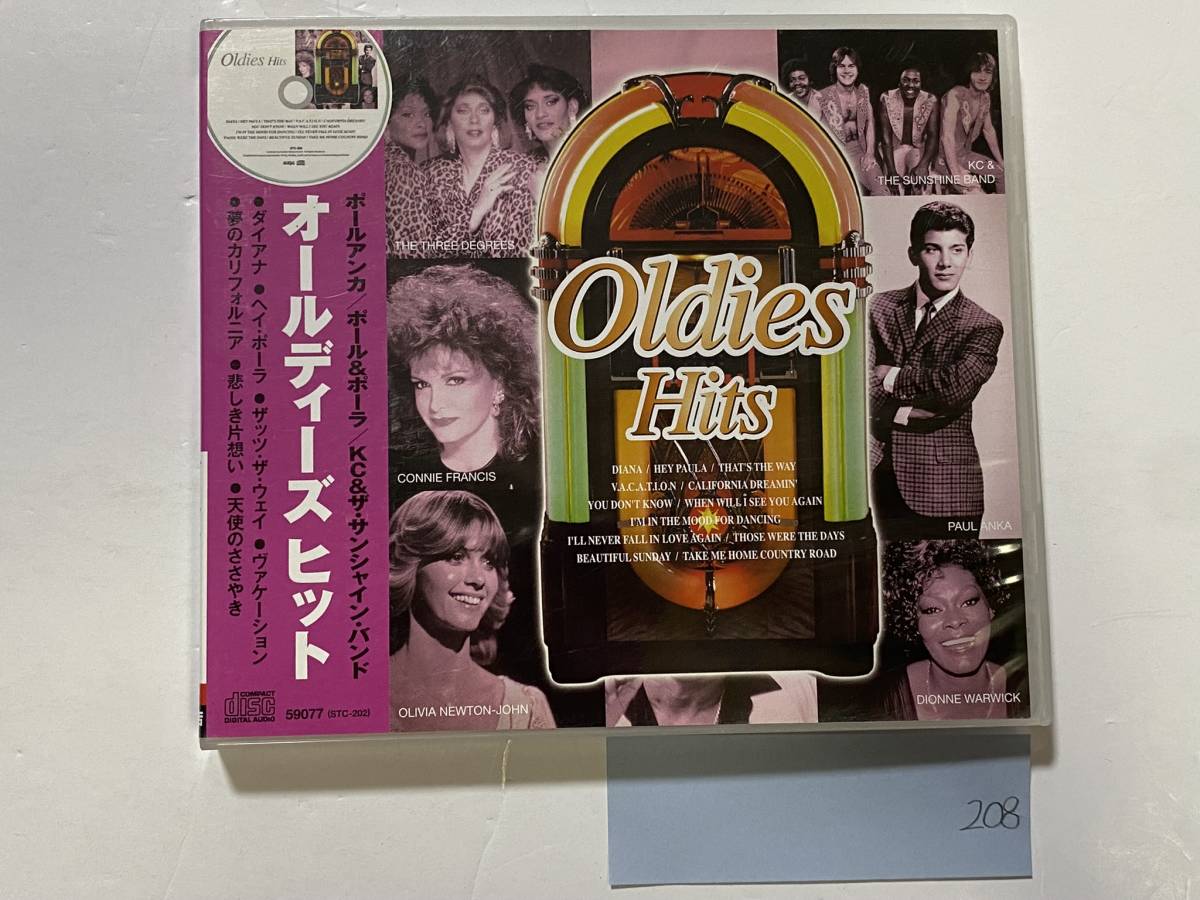 Oldies Hits
オールディーズ ヒット
ポールアンカ/ポール&ポーラ/KC&ザ・サンシャイン・バンド
●ダイアナ ●ヘイ・ポーラ ●ザッツ・ザ・ウェイ ●ヴァケーション
●夢のカリフォルニア ●悲しき片想い ●天使のささやき
COMPACT
disc
DIGITAL AUDIO
59077 (STC-202)
THE THREE DEGREES
KC &
THE SUNSHINE BAND
CONNIE FRANCIS
PAUL ANKA
OLIVIA NEWTON-JOHN
DIONNE WARWICK
Oldies
Hits
DIANA / HEY PAULA / THAT'S THE WAY
V.A.C.A.T.I.O.N / CALIFORNIA DREAMIN'
YOU DON'T KNOW / WHEN WILL I SEE YOU AGAIN
I'M IN THE MOOD FOR DANCING
I'LL NEVER FALL IN LOVE AGAIN / THOSE WERE THE DAYS
BEAUTIFUL SUNDAY / TAKE ME HOME COUNTRY ROAD
208